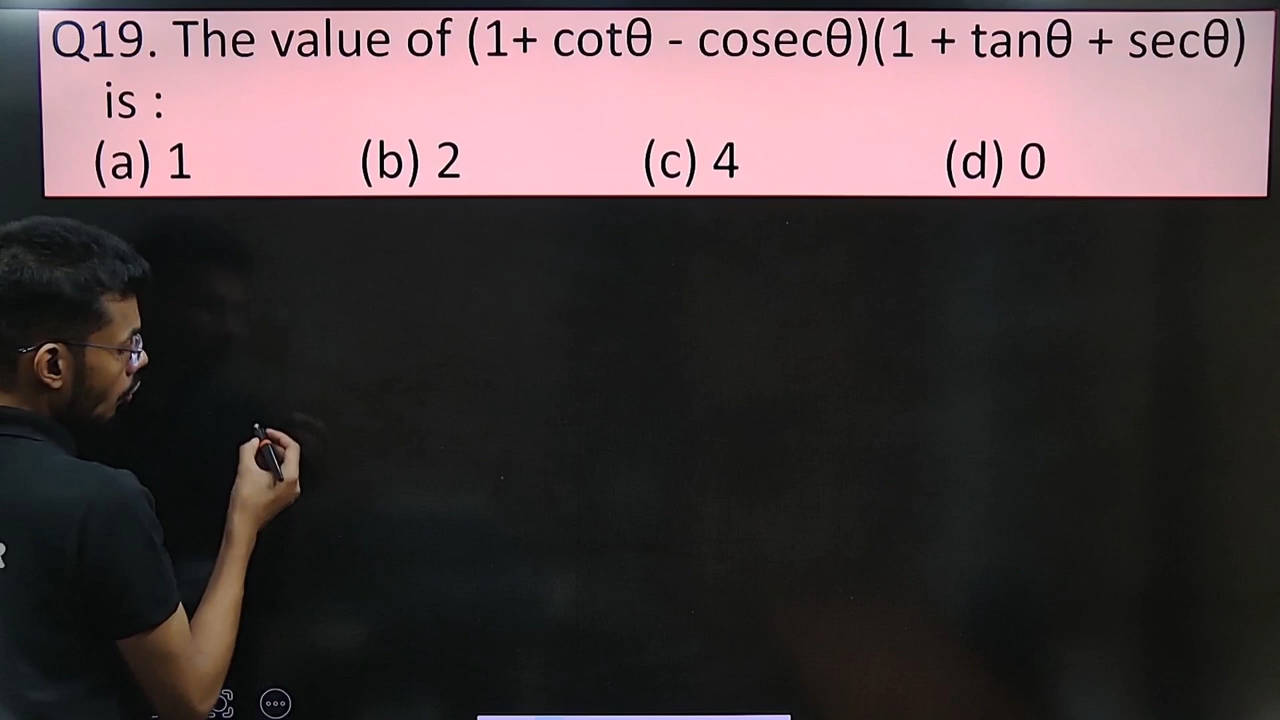 Q19. The value of (1+ cotθ - cosecθ)(1 + tanθ + secθ)
is :
(a) 1 (b) 2 (c) 4 (d) 0
R